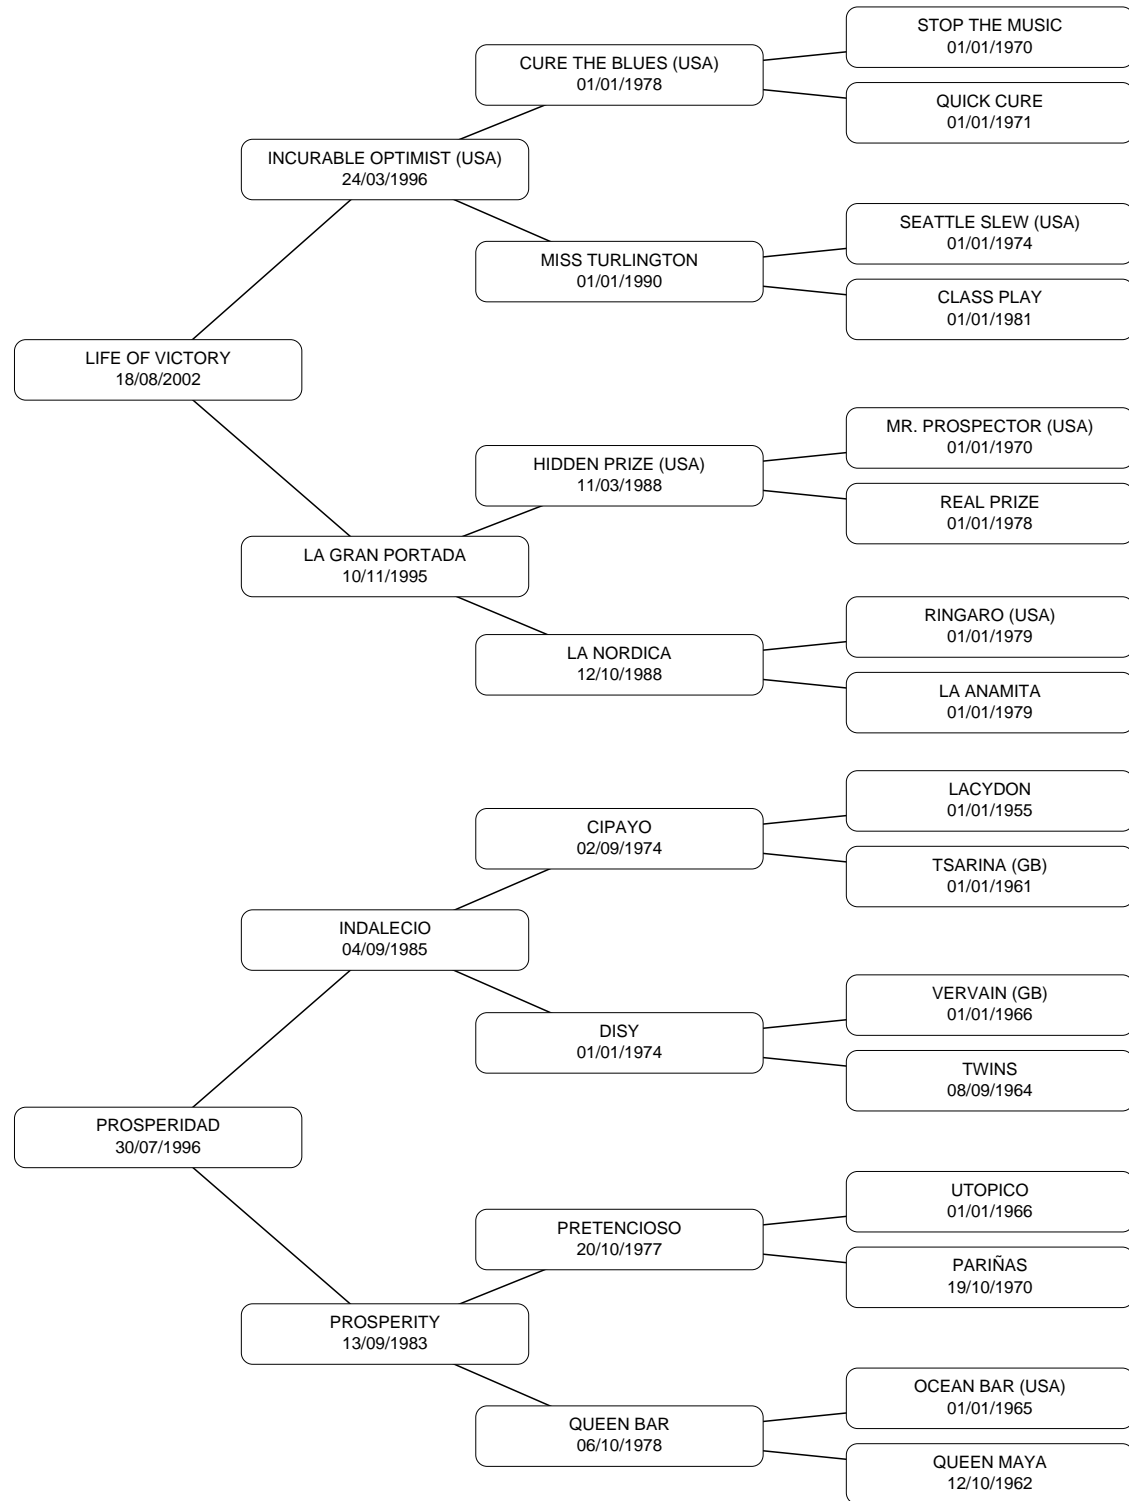 STOP THE MUSIC
01/01/1970
CURE THE BLUES (USA)
01/01/1978
QUICK CURE
01/01/1971
INCURABLE OPTIMIST (USA)
24/03/1996
SEATTLE SLEW (USA)
01/01/1974
MISS TURLINGTON
01/01/1990
CLASS PLAY
01/01/1981
LIFE OF VICTORY
18/08/2002
MR. PROSPECTOR (USA)
01/01/1970
HIDDEN PRIZE (USA)
11/03/1988
REAL PRIZE
01/01/1978
LA GRAN PORTADA
10/11/1995
RINGARO (USA)
01/01/1979
LA NORDICA
12/10/1988
LA ANAMITA
01/01/1979
LACYDON
01/01/1955
CIPAYO
02/09/1974
TSARINA (GB)
01/01/1961
INDALECIO
04/09/1985
VERVAIN (GB)
01/01/1966
DISY
01/01/1974
TWINS
08/09/1964
PROSPERIDAD
30/07/1996
UTOPICO
01/01/1966
PRETENCIOSO
20/10/1977
PARIÑAS
19/10/1970
PROSPERITY
13/09/1983
OCEAN BAR (USA)
01/01/1965
QUEEN BAR
06/10/1978
QUEEN MAYA
12/10/1962